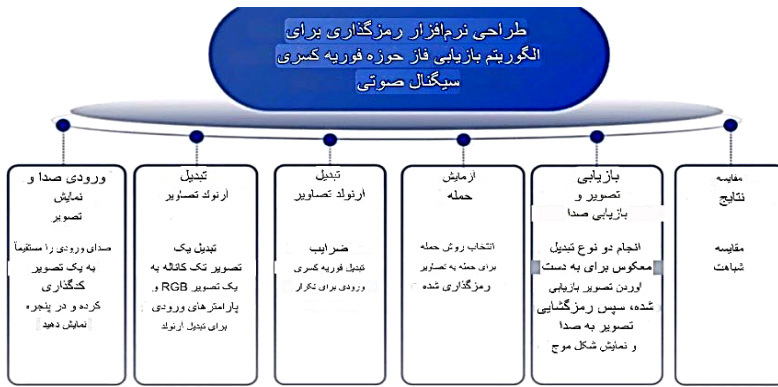 طراحی نرم‌افزار رمزگذاری برای
الگوریتم بازیابی فاز حوزه فوریه کسری
سیگنال صوتی
ورودی صدا و
نمایش
تصویر
صدای ورودی را مستقیماً
به یک تصویر
کدگذاری
کرده و در پنجره
نمایش دهید
تبدیل
آرنولد تصاویر
تبدیل یک
تصویر تک کاناله به
یک تصویر RGB و
پارامترهای ورودی
برای تبدیل آرنولد
تبدیل
آرنولد تصاویر
ضرایب
تبدیل فوریه کسری
ورودی برای تکرار
آزمایش
حمله
انتخاب روش حمله
برای حمله به تصاویر
رمزگذاری شده
بازیابی
تصویر و
بازیابی صدا
انجام دو نوع تبدیل
معکوس برای به دست
آوردن تصویر بازیابی
شده، سپس رمزگشایی
تصویر به صدا
و نمایش شکل موج
مقایسه
نتایج
مقایسه
شباهت